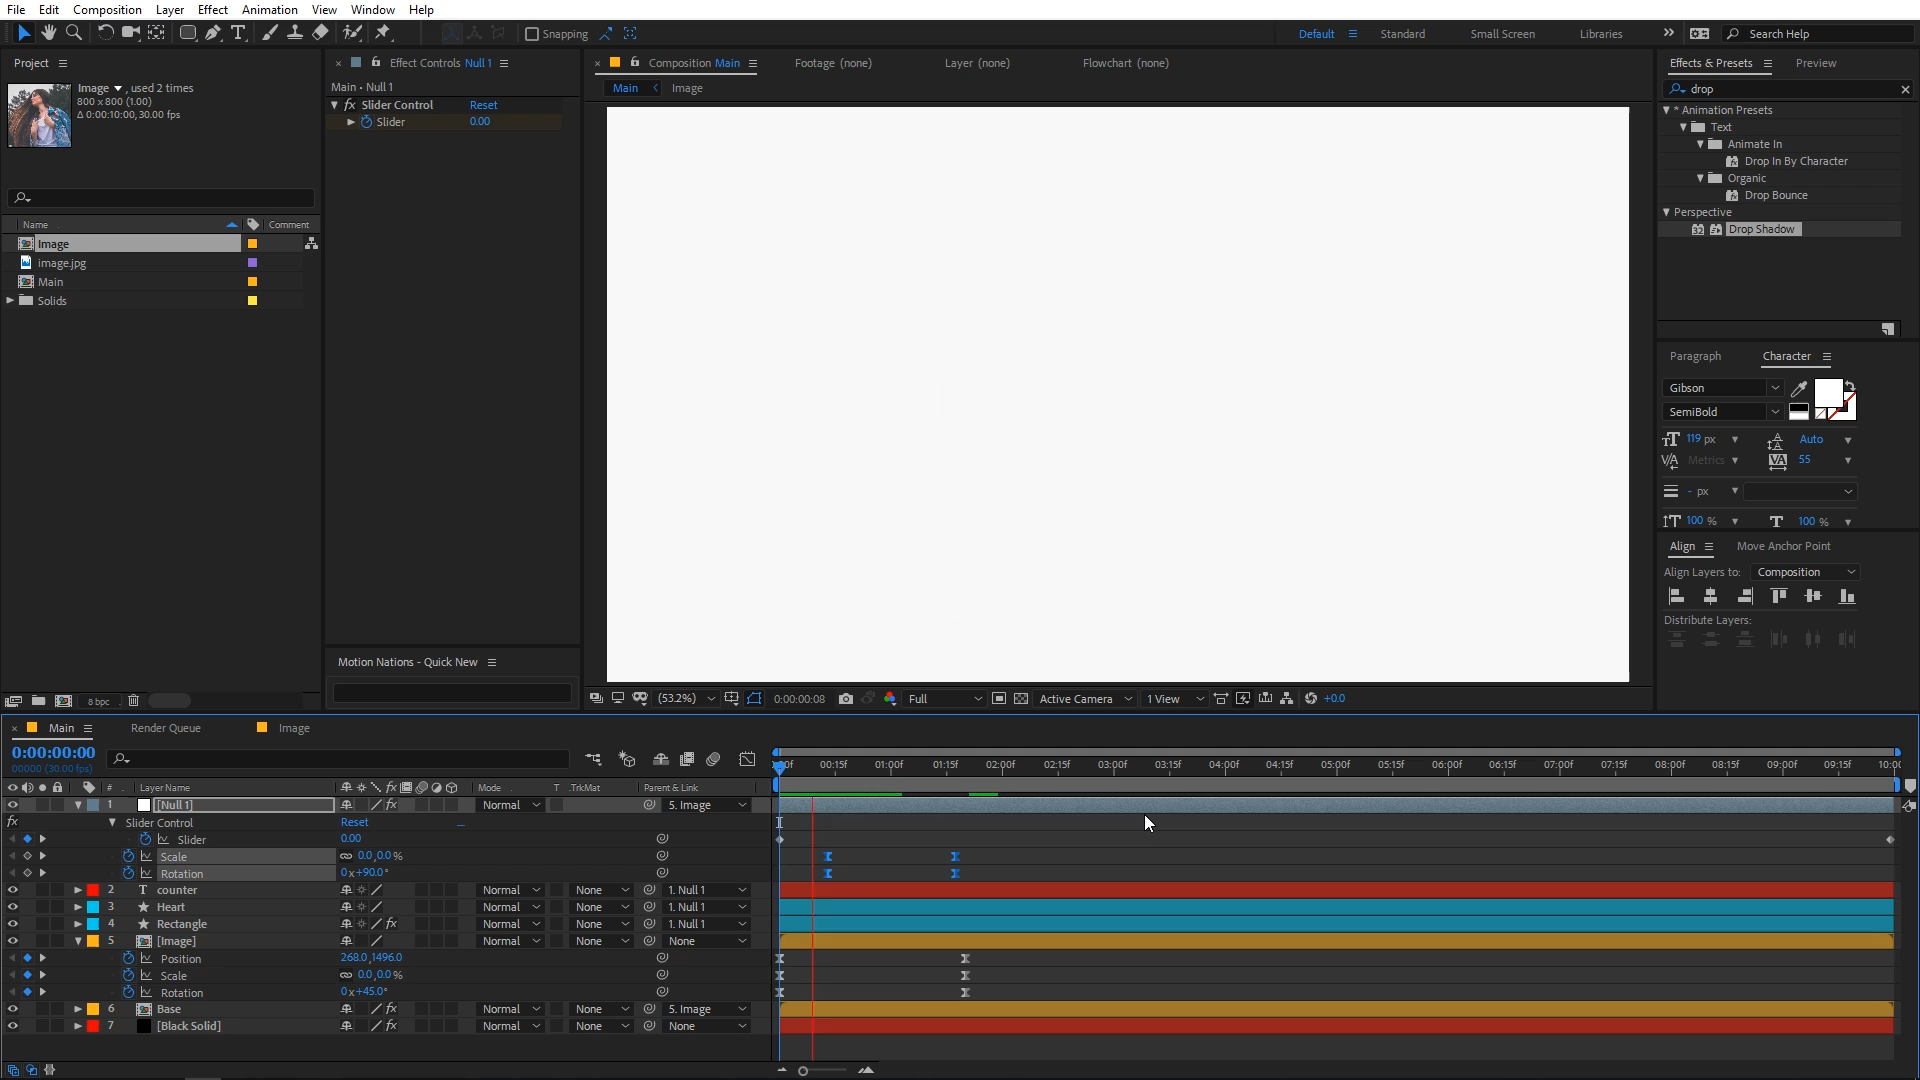 File Edit Composition Layer Effect Animation View Window Help
Snapping
Default Standard Small Screen Libraries Search Help
Project
Image , used 2 times
800 x 800 (1.00)
Δ 0:00:10:00, 30.00 fps
Name Comment
Image
image.jpg
Main
Solids
8 bpc
Effect Controls Null 1
Main • Null 1
fx Slider Control Reset
Slider 0.00
Motion Nations - Quick New
Composition Main Footage (none) Layer (none) Flowchart (none)
Main Image
(53.2%) 0:00:00:08 Full Active Camera 1 View +0.0
Effects & Presets Preview
drop
* Animation Presets
Text
Animate In
Drop In By Character
Organic
Drop Bounce
Perspective
32 Drop Shadow
Paragraph Character
Gibson
SemiBold
119 px Auto
Metrics 55
- px
100 % 100 %
Align Move Anchor Point
Align Layers to: Composition
Distribute Layers:
Main Render Queue Image
0:00:00:00
00000 (30.00 fps)
00:15f 01:00f 01:15f 02:00f 02:15f 03:00f 03:15f 04:00f 04:15f 05:00f 05:15f 06:00f 06:15f 07:00f 07:15f 08:00f 08:15f 09:00f 09:15f 10:00
# Layer Name fx Mode T .TrkMat Parent & Link
1 [Null 1] fx Normal 5. Image
fx Slider Control Reset
Slider 0.00
Scale 0.0,0.0 %
Rotation 0x+90.0°
2 T counter Normal None 1. Null 1
3 Heart Normal None 1. Null 1
4 Rectangle fx Normal None 1. Null 1
5 [Image] Normal None None
Position 268.0,1496.0
Scale 0.0,0.0 %
Rotation 0x+45.0°
6 Base fx Normal None 5. Image
7 [Black Solid] fx Normal None None